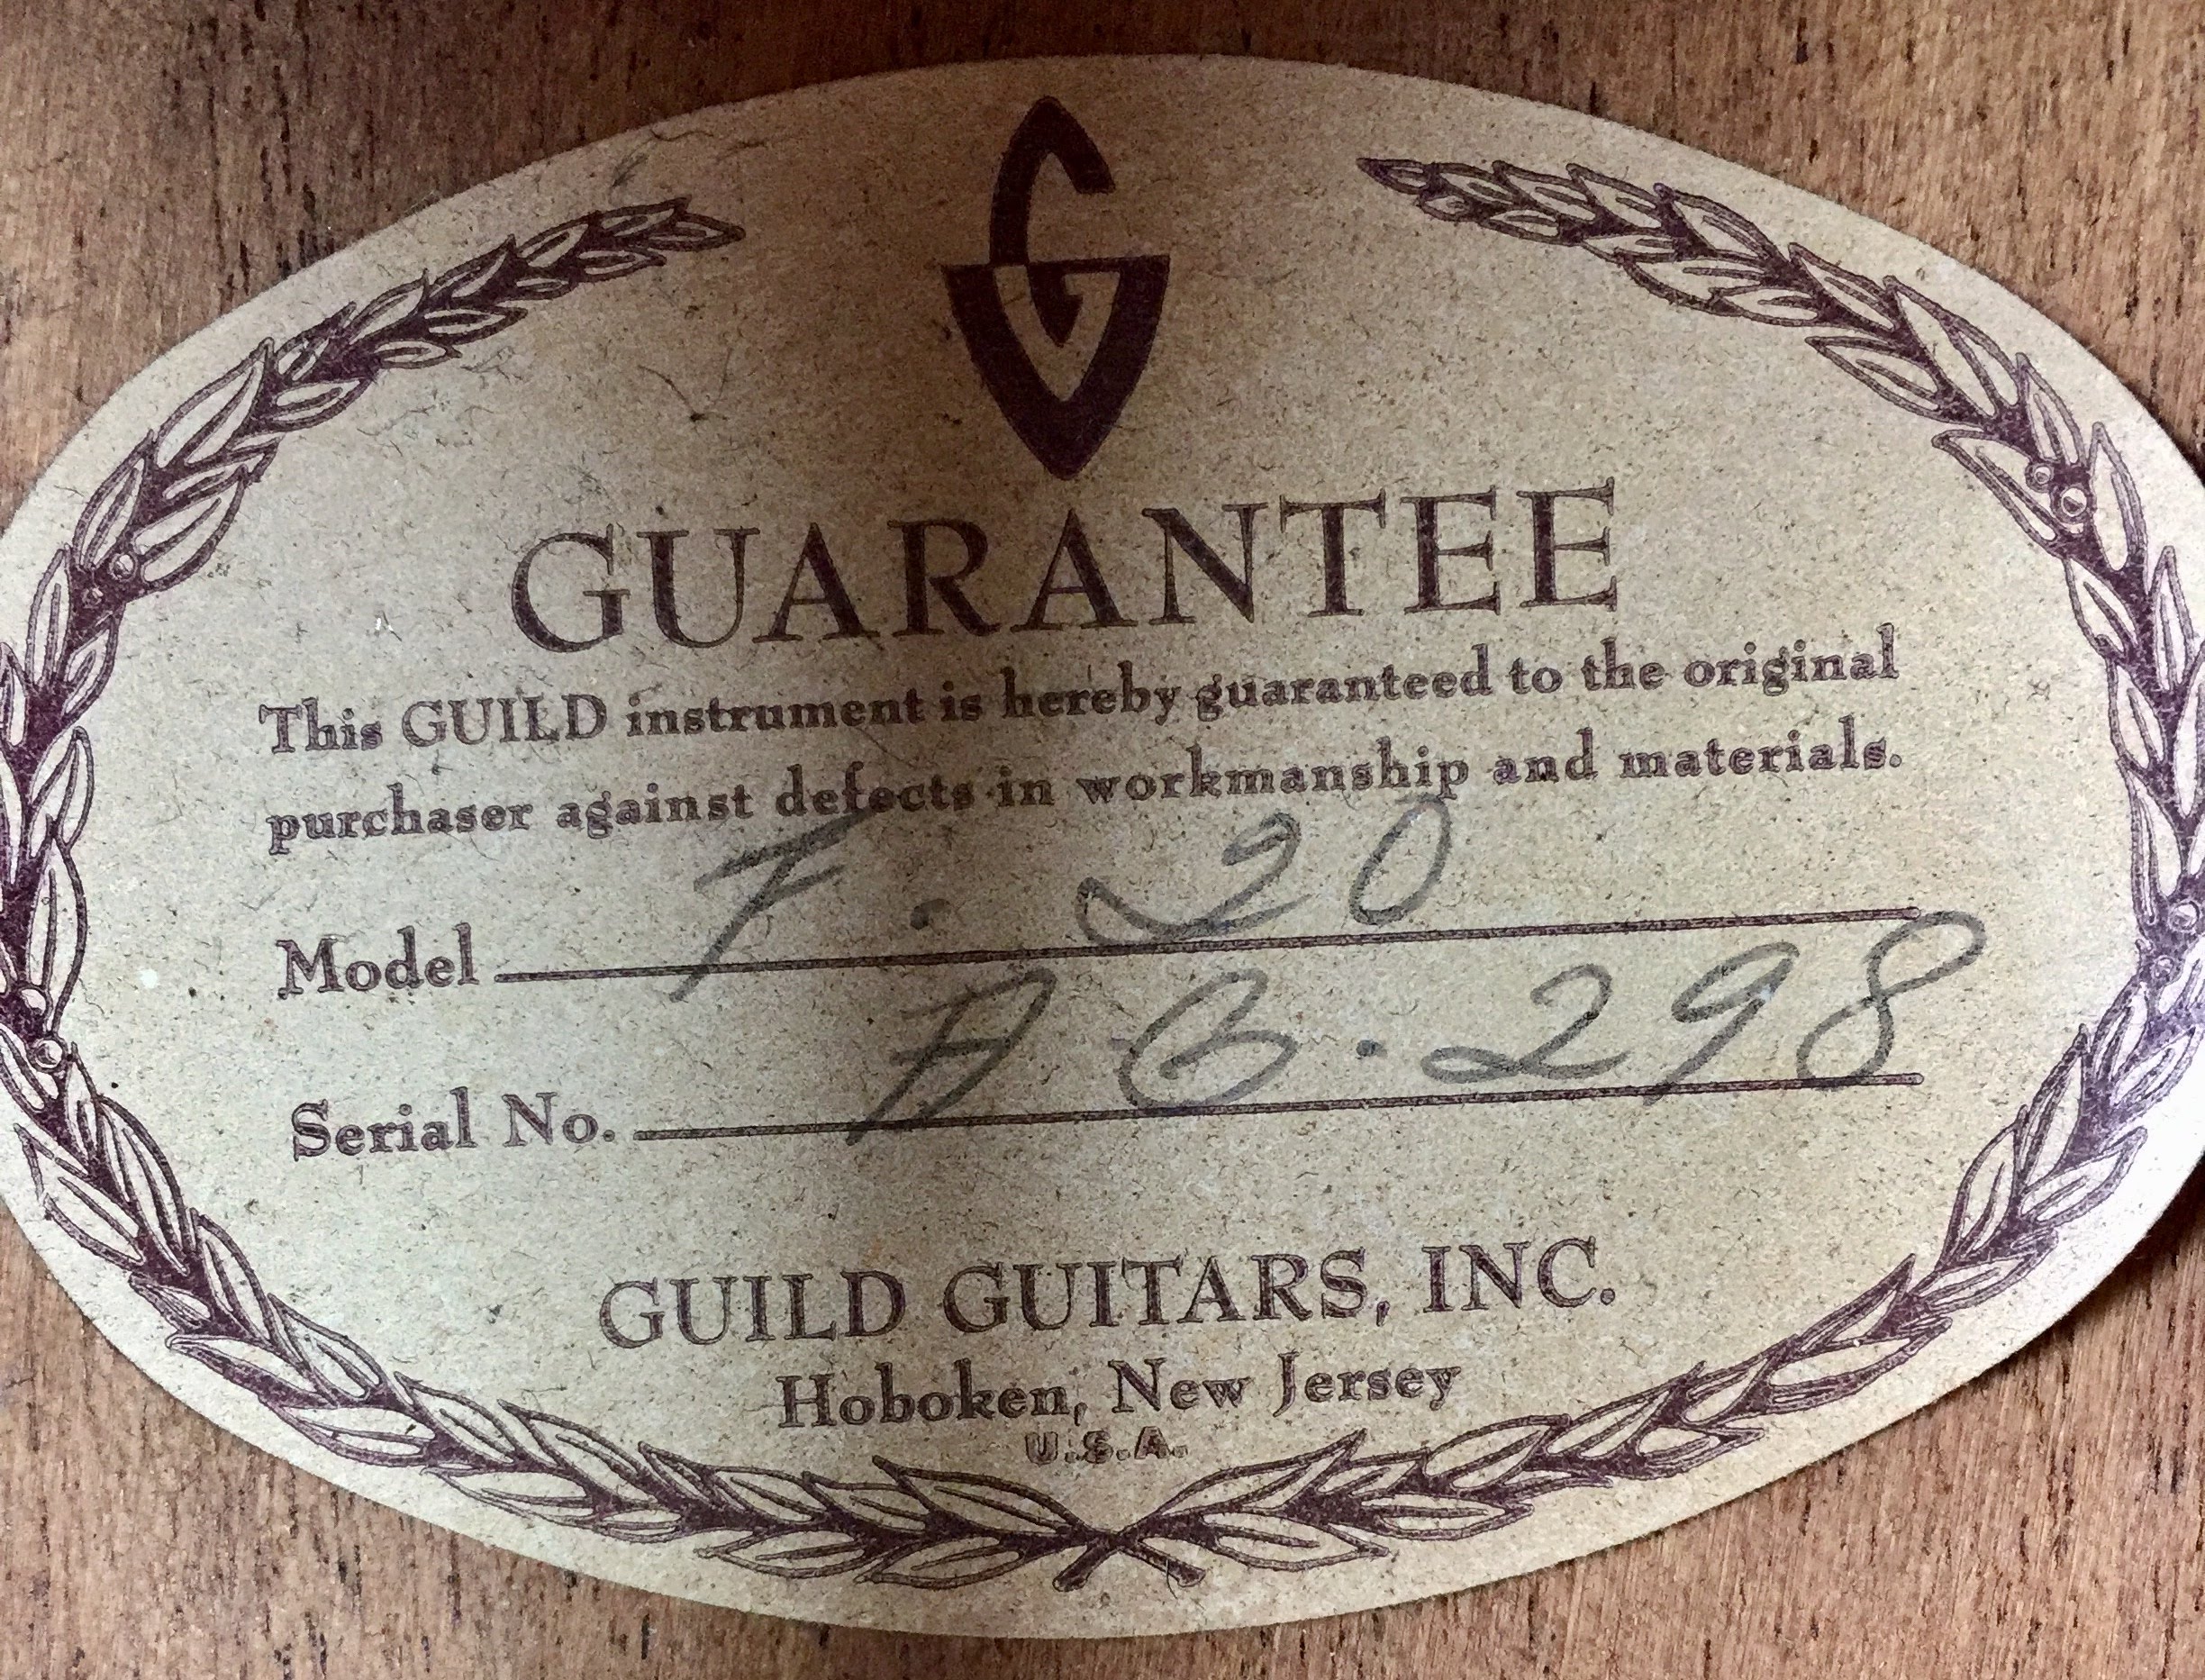 G
GUARANTEE
This GUILD instrument is hereby guaranteed to the original
purchaser against defects in workmanship and materials.
Model F. 20
Serial No. AG. 298
GUILD GUITARS, INC.
Hoboken, New Jersey
U.S.A.